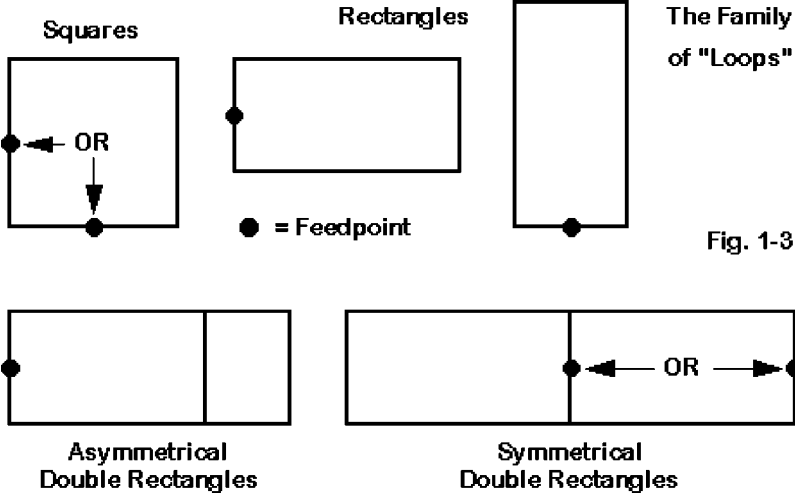 Squares
Rectangles
The Family
of "Loops"
OR
= Feedpoint
Fig. 1-3
OR
Asymmetrical
Double Rectangles
Symmetrical
Double Rectangles